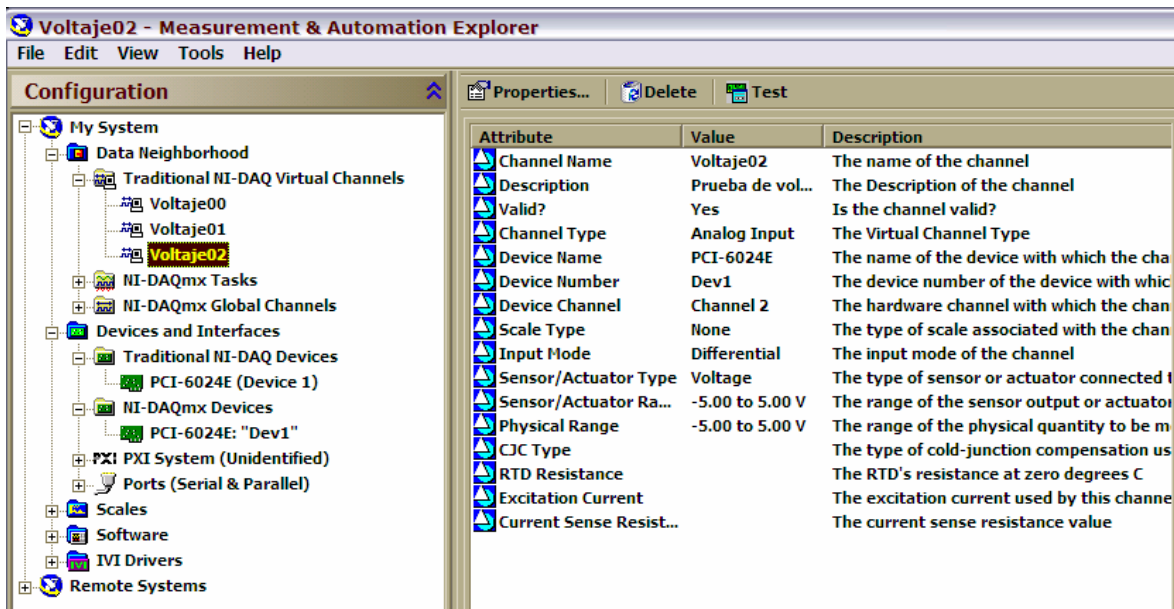 Voltaje02 - Measurement & Automation Explorer
File Edit View Tools Help
Configuration
My System
Data Neighborhood
Traditional NI-DAQ Virtual Channels
Voltaje00
Voltaje01
Voltaje02
NI-DAQmx Tasks
NI-DAQmx Global Channels
Devices and Interfaces
Traditional NI-DAQ Devices
PCI-6024E (Device 1)
NI-DAQmx Devices
PCI-6024E: "Dev1"
PXI PXI System (Unidentified)
Ports (Serial & Parallel)
Scales
Software
IVI IVI Drivers
Remote Systems
Properties... Delete Test
Attribute Value Description
Channel Name Voltaje02 The name of the channel
Description Prueba de vol... The Description of the channel
Valid? Yes Is the channel valid?
Channel Type Analog Input The Virtual Channel Type
Device Name PCI-6024E The name of the device with which the cha
Device Number Dev1 The device number of the device with whic
Device Channel Channel 2 The hardware channel with which the chan
Scale Type None The type of scale associated with the chan
Input Mode Differential The input mode of the channel
Sensor/Actuator Type Voltage The type of sensor or actuator connected t
Sensor/Actuator Ra... -5.00 to 5.00 V The range of the sensor output or actuator
Physical Range -5.00 to 5.00 V The range of the physical quantity to be m
CJC Type The type of cold-junction compensation us
RTD Resistance The RTD's resistance at zero degrees C
Excitation Current The excitation current used by this channe
Current Sense Resist... The current sense resistance value